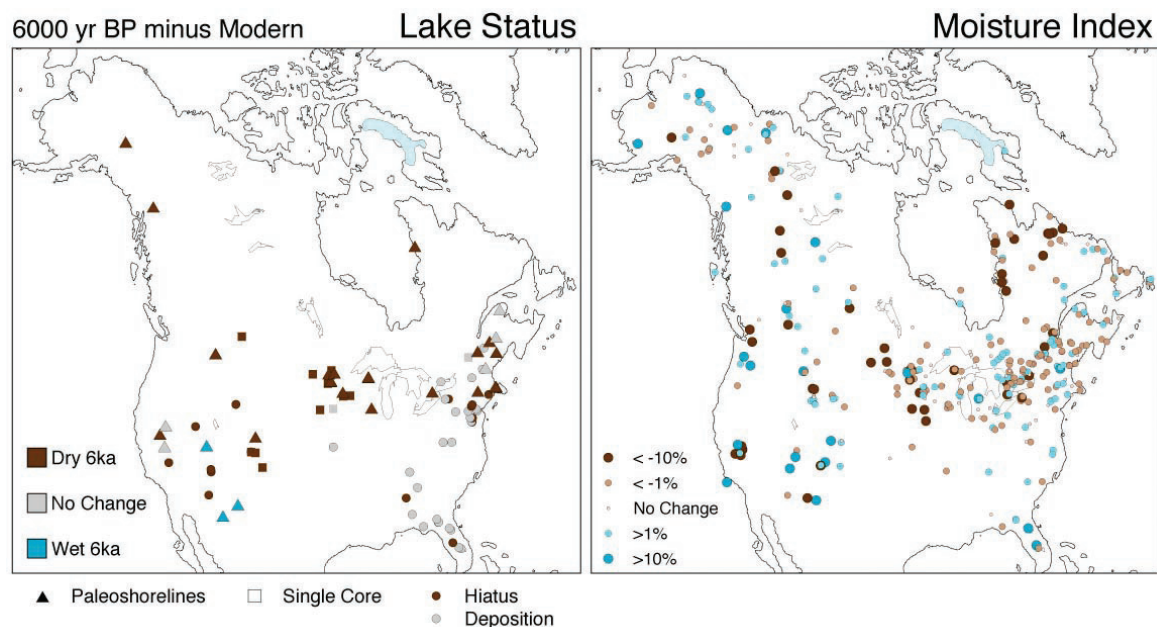 6000 yr BP minus Modern
Lake Status
Moisture Index
Dry 6ka
No Change
Wet 6ka
< -10%
< -1%
No Change
>1%
>10%
Paleoshorelines
Single Core
Hiatus
Deposition